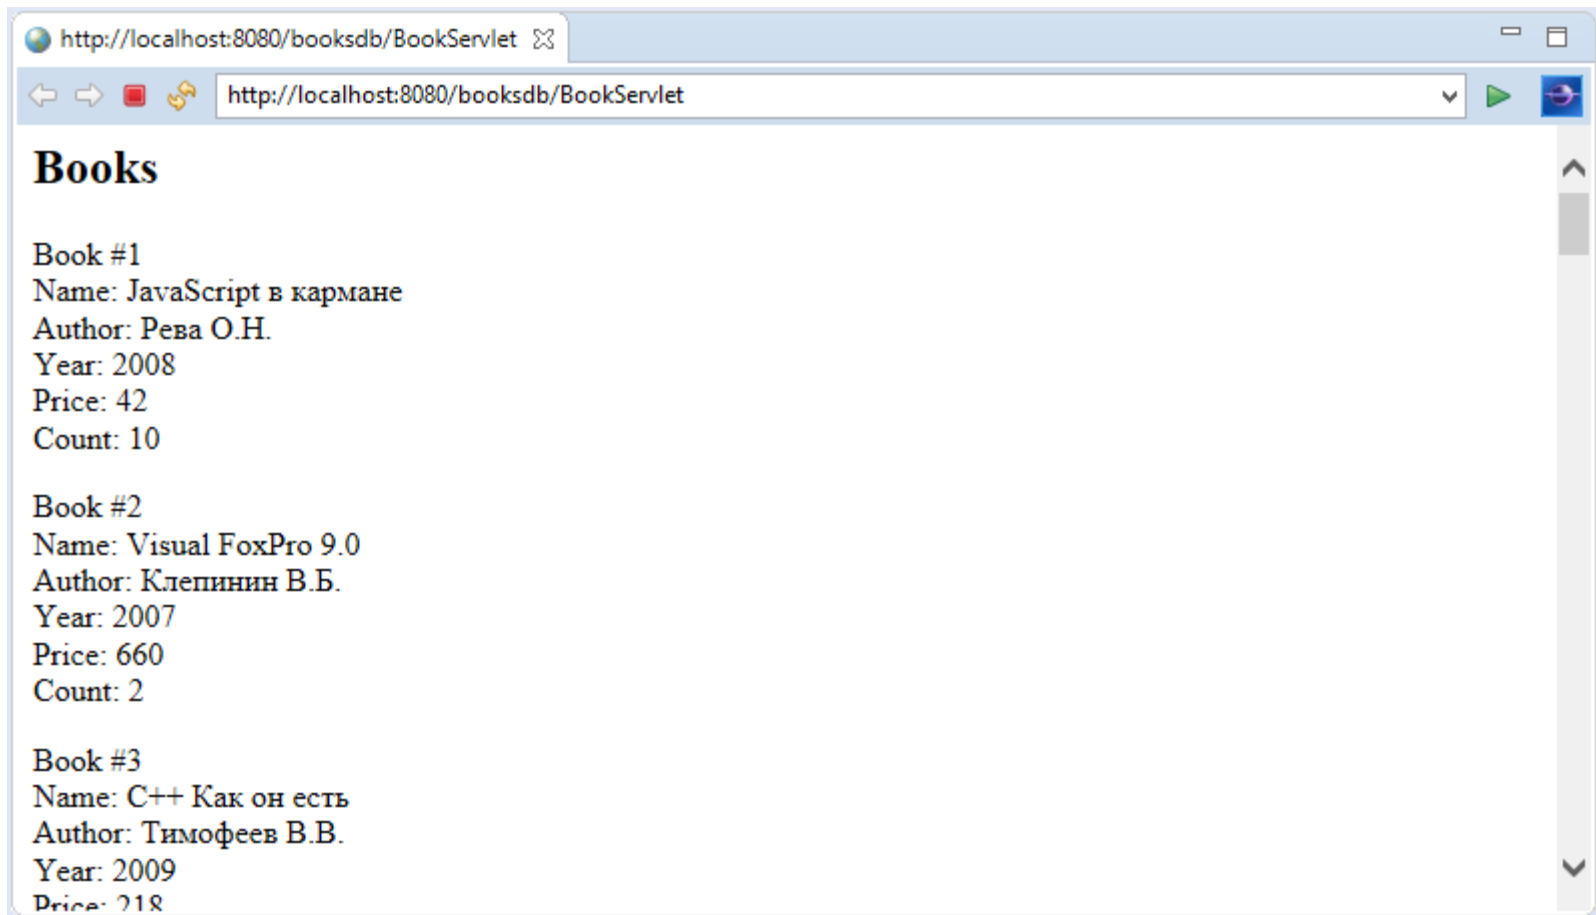 http://localhost:8080/booksdb/BookServlet
http://localhost:8080/booksdb/BookServlet
Books
Book #1
Name: JavaScript в кармане
Author: Рева О.Н.
Year: 2008
Price: 42
Count: 10
Book #2
Name: Visual FoxPro 9.0
Author: Клепинин В.Б.
Year: 2007
Price: 660
Count: 2
Book #3
Name: C++ Как он есть
Author: Тимофеев В.В.
Year: 2009
Price: 218